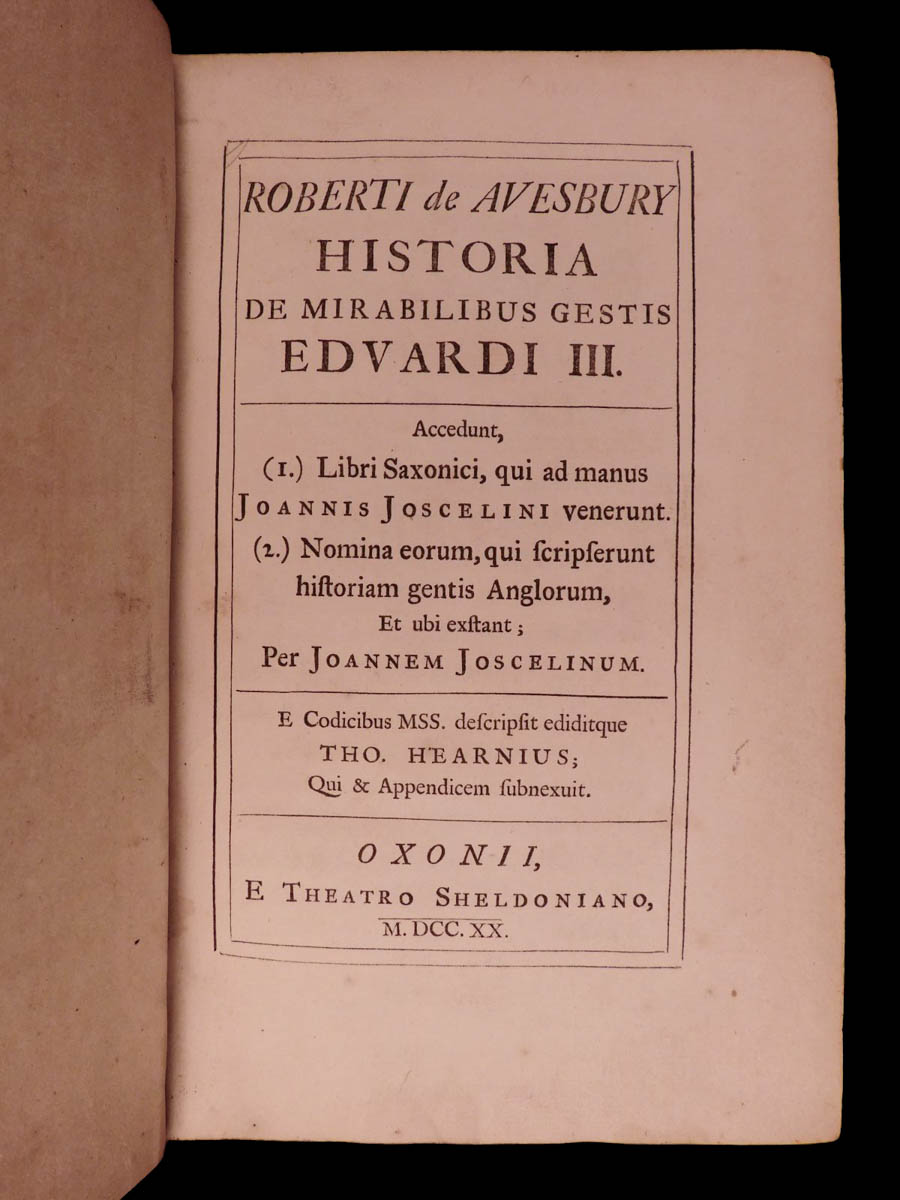 ROBERTI de AVESBURY
HISTORIA
DE MIRABILIBUS GESTIS
EDVARDI III.
Accedunt,
(1.) Libri Saxonici, qui ad manus
JOANNIS JOSCELINI venerunt.
(2.) Nomina eorum, qui ſcripſerunt
hiſtoriam gentis Anglorum,
Et ubi exſtant;
Per JOANNEM JOSCELINUM.
E Codicibus MSS. deſcripſit ediditque
THO. HEARNIUS;
Qui & Appendicem ſubnexuit.
OXONII,
E THEATRO SHELDONIANO,
M. DCC. XX.